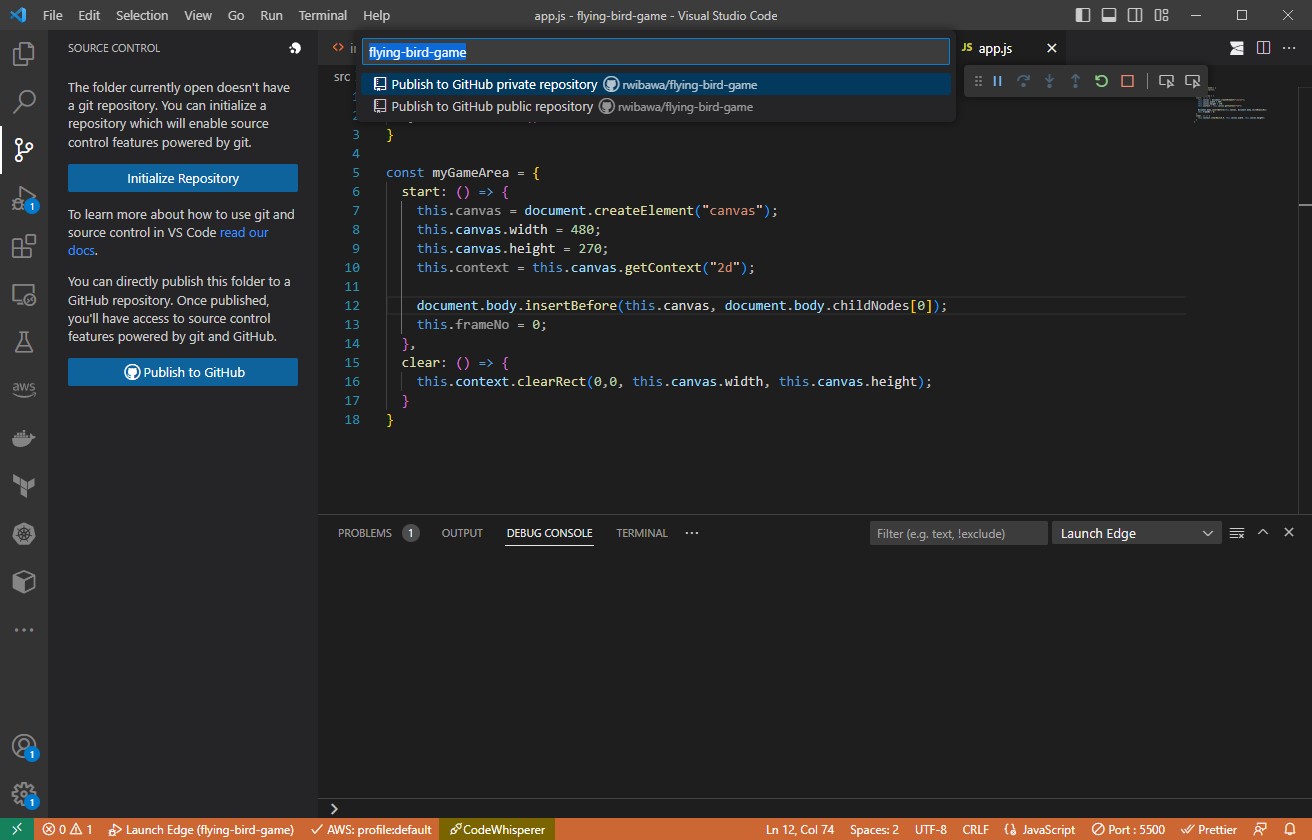 File Edit Selection View Go Run Terminal Help
app.js - flying-bird-game - Visual Studio Code
SOURCE CONTROL
flying-bird-game
JS app.js
Publish to GitHub private repository rwibawa/flying-bird-game
Publish to GitHub public repository rwibawa/flying-bird-game
src
The folder currently open doesn't have
a git repository. You can initialize a
repository which will enable source
control features powered by git.
Initialize Repository
To learn more about how to use git and
source control in VS Code read our
docs.
You can directly publish this folder to a
GitHub repository. Once published,
you'll have access to source control
features powered by git and GitHub.
Publish to GitHub
1
aws
1
1
3 }
4
5 const myGameArea = {
6 start: () => {
7 this.canvas = document.createElement("canvas");
8 this.canvas.width = 480;
9 this.canvas.height = 270;
10 this.context = this.canvas.getContext("2d");
11
12 document.body.insertBefore(this.canvas, document.body.childNodes[0]);
13 this.frameNo = 0;
14 },
15 clear: () => {
16 this.context.clearRect(0,0, this.canvas.width, this.canvas.height);
17 }
18 }
PROBLEMS 1 OUTPUT DEBUG CONSOLE TERMINAL ··· Filter (e.g. text, !exclude) Launch Edge
0 1 Launch Edge (flying-bird-game) AWS: profile:default CodeWhisperer Ln 12, Col 74 Spaces: 2 UTF-8 CRLF JavaScript Port : 5500 Prettier